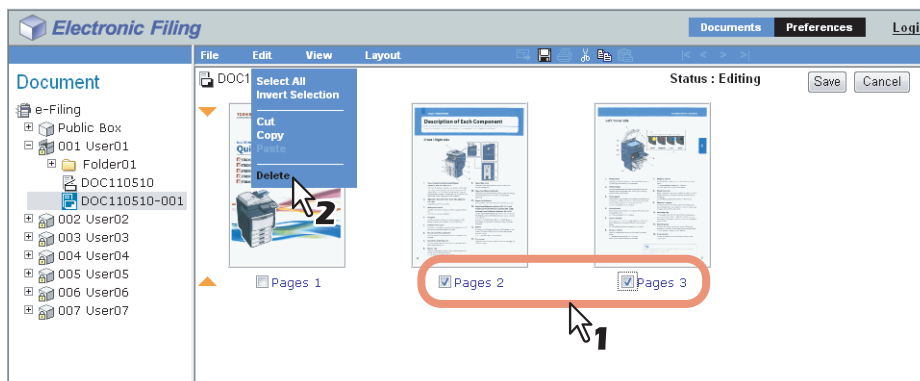 Electronic Filing
Documents
Preferences
Logi
File Edit View Layout
|< < > >|
Document
e-Filing
Public Box
001 User01
Folder01
DOC110510
DOC110510-001
002 User02
003 User03
004 User04
005 User05
006 User06
007 User07
DOC1
Status : Editing
Save
Cancel
Select All
Invert Selection
Cut
Copy
Paste
Delete
2
Description of Each Component
Pages 1
Pages 2
Pages 3
1